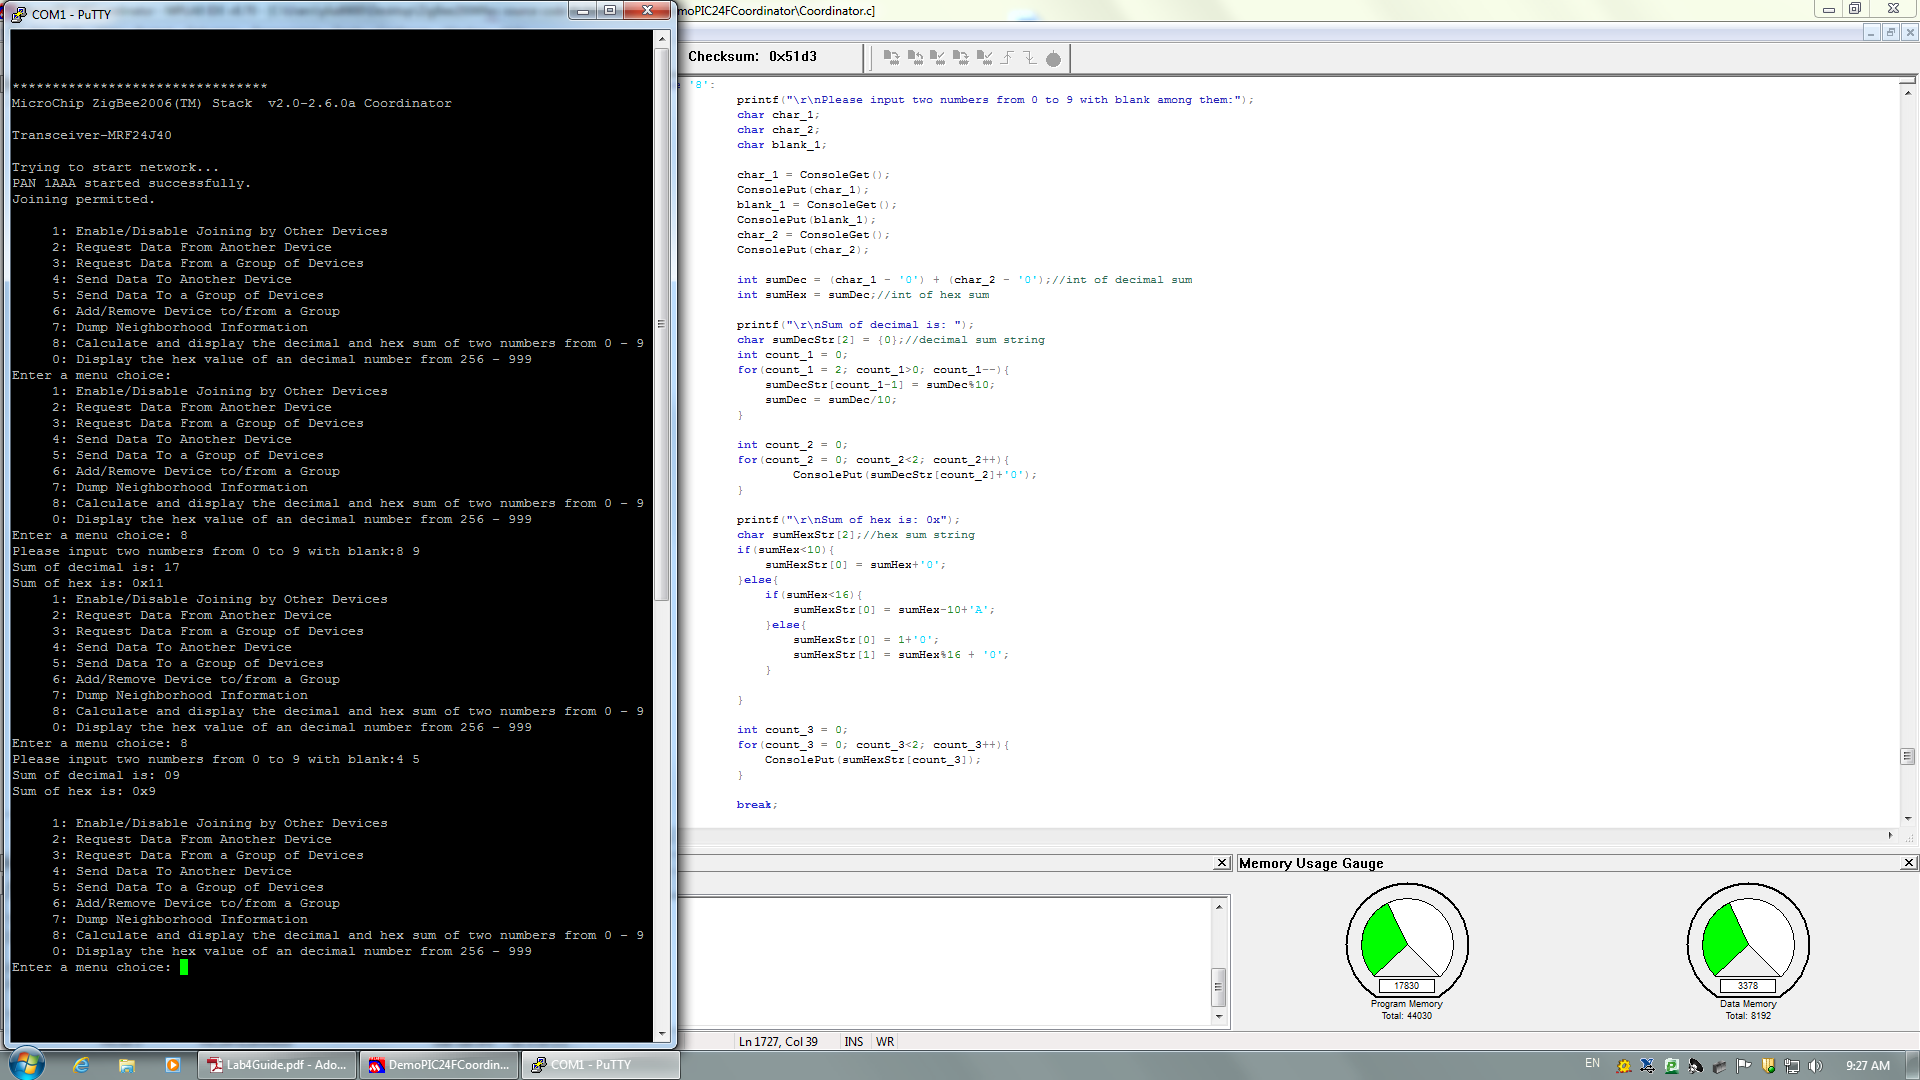 COM1 - PuTTY
********************************
MicroChip ZigBee2006(TM) Stack  v2.0-2.6.0a Coordinator
Transceiver-MRF24J40
Trying to start network...
PAN 1AAA started successfully.
Joining permitted.
1: Enable/Disable Joining by Other Devices
2: Request Data From Another Device
3: Request Data From a Group of Devices
4: Send Data To Another Device
5: Send Data To a Group of Devices
6: Add/Remove Device to/from a Group
7: Dump Neighborhood Information
8: Calculate and display the decimal and hex sum of two numbers from 0 - 9
0: Display the hex value of an decimal number from 256 - 999
Enter a menu choice:
1: Enable/Disable Joining by Other Devices
2: Request Data From Another Device
3: Request Data From a Group of Devices
4: Send Data To Another Device
5: Send Data To a Group of Devices
6: Add/Remove Device to/from a Group
7: Dump Neighborhood Information
8: Calculate and display the decimal and hex sum of two numbers from 0 - 9
0: Display the hex value of an decimal number from 256 - 999
Enter a menu choice: 8
Please input two numbers from 0 to 9 with blank:8 9
Sum of decimal is: 17
Sum of hex is: 0x11
1: Enable/Disable Joining by Other Devices
2: Request Data From Another Device
3: Request Data From a Group of Devices
4: Send Data To Another Device
5: Send Data To a Group of Devices
6: Add/Remove Device to/from a Group
7: Dump Neighborhood Information
8: Calculate and display the decimal and hex sum of two numbers from 0 - 9
0: Display the hex value of an decimal number from 256 - 999
Enter a menu choice: 8
Please input two numbers from 0 to 9 with blank:4 5
Sum of decimal is: 09
Sum of hex is: 0x9
1: Enable/Disable Joining by Other Devices
2: Request Data From Another Device
3: Request Data From a Group of Devices
4: Send Data To Another Device
5: Send Data To a Group of Devices
6: Add/Remove Device to/from a Group
7: Dump Neighborhood Information
8: Calculate and display the decimal and hex sum of two numbers from 0 - 9
0: Display the hex value of an decimal number from 256 - 999
Enter a menu choice:
moPIC24FCoordinator\Coordinator.c]
Checksum: 0x51d3
'8':
printf("\r\nPlease input two numbers from 0 to 9 with blank among them:");
char char_1;
char char_2;
char blank_1;
char_1 = ConsoleGet();
ConsolePut(char_1);
blank_1 = ConsoleGet();
ConsolePut(blank_1);
char_2 = ConsoleGet();
ConsolePut(char_2);
int sumDec = (char_1 - '0') + (char_2 - '0');//int of decimal sum
int sumHex = sumDec;//int of hex sum
printf("\r\nSum of decimal is: ");
char sumDecStr[2] = {0};//decimal sum string
int count_1 = 0;
for(count_1 = 2; count_1>0; count_1--){
sumDecStr[count_1-1] = sumDec%10;
sumDec = sumDec/10;
}
int count_2 = 0;
for(count_2 = 0; count_2<2; count_2++){
ConsolePut(sumDecStr[count_2]+'0');
}
printf("\r\nSum of hex is: 0x");
char sumHexStr[2];//hex sum string
if(sumHex<10){
sumHexStr[0] = sumHex+'0';
}else{
if(sumHex<16){
sumHexStr[0] = sumHex-10+'A';
}else{
sumHexStr[0] = 1+'0';
sumHexStr[1] = sumHex%16 + '0';
}
}
int count_3 = 0;
for(count_3 = 0; count_3<2; count_3++){
ConsolePut(sumHexStr[count_3]);
}
break;
Memory Usage Gauge
17830
Program Memory
Total: 44030
3378
Data Memory
Total: 8192
Ln 1727, Col 39
INS
WR
Lab4Guide.pdf - Ado...
DemoPIC24FCoordin...
COM1 - PuTTY
EN
9:27 AM